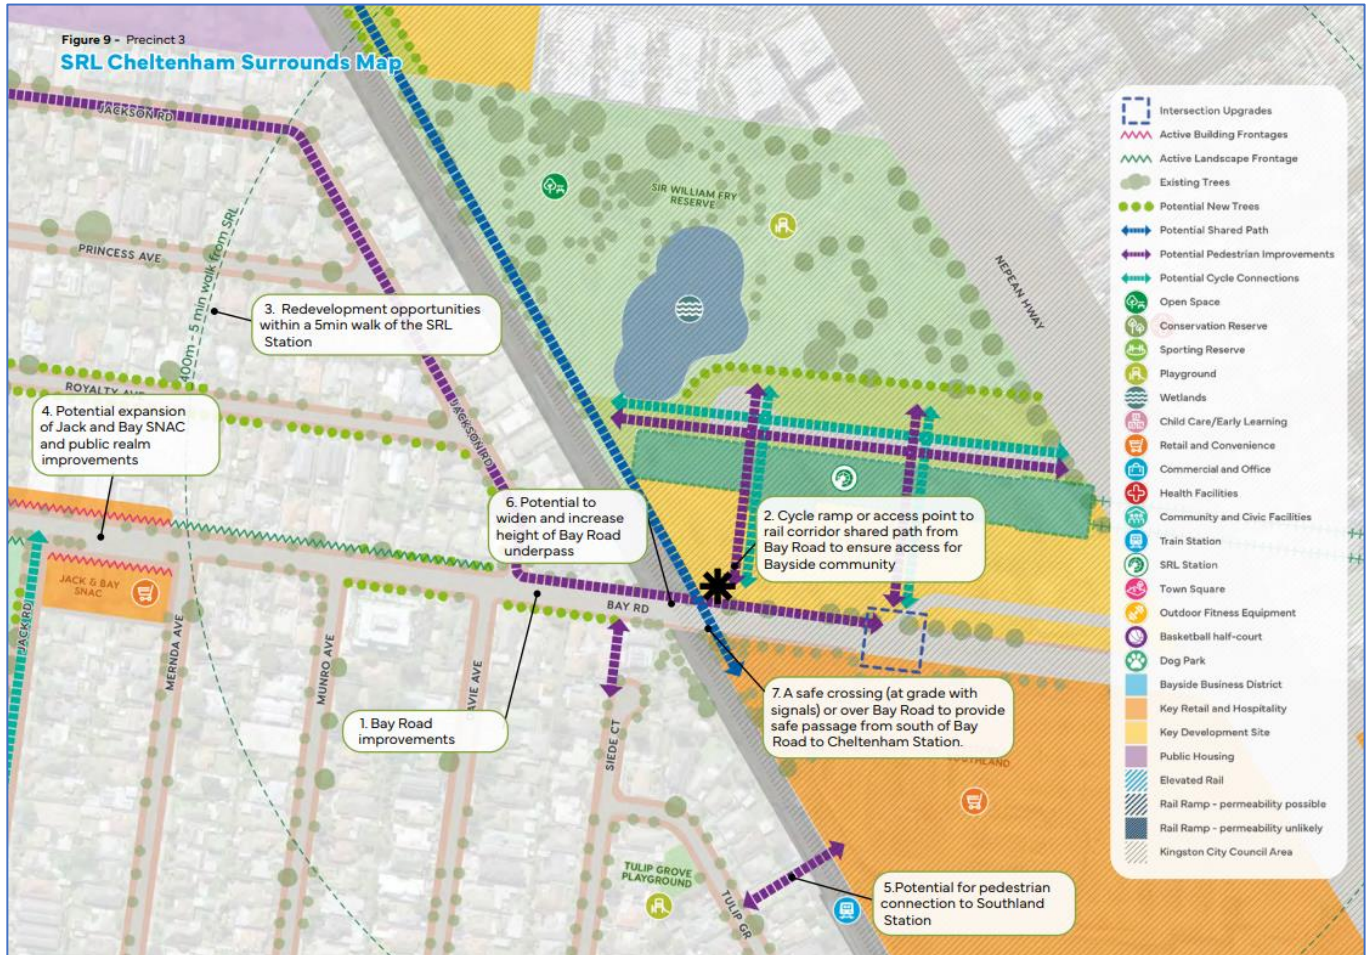 Figure 9 - Precinct 3
SRL Cheltenham Surrounds Map
JACKSON RD
PRINCESS AVE
400m - 5 min walk from SRL
3. Redevelopment opportunities
within a 5min walk of the SRL
Station
ROYALTY AVE
JACKSON RD
4. Potential expansion
of Jack and Bay SNAC
and public realm
improvements
SIR WILLIAM FRY
RESERVE
NEPEAN HWAY
6. Potential to
widen and increase
height of Bay Road
underpass
2. Cycle ramp or access point to
rail corridor shared path from
Bay Road to ensure access for
Bayside community
JACK & BAY
SNAC
JACK RD
MERNDA AVE
MUNRO AVE
AVIE AVE
BAY RD
1. Bay Road
improvements
SIEDE CT
7. A safe crossing (at grade with
signals) or over Bay Road to provide
safe passage from south of Bay
Road to Cheltenham Station.
TULIP GROVE
PLAYGROUND
TULIP GR
5.Potential for pedestrian
connection to Southland
Station
Intersection Upgrades
Active Building Frontages
Active Landscape Frontage
Existing Trees
Potential New Trees
Potential Shared Path
Potential Pedestrian Improvements
Potential Cycle Connections
Open Space
Conservation Reserve
Sporting Reserve
Playground
Wetlands
Child Care/Early Learning
Retail and Convenience
Commercial and Office
Health Facilities
Community and Civic Facilities
Train Station
SRL Station
Town Square
Outdoor Fitness Equipment
Basketball half-court
Dog Park
Bayside Business District
Key Retail and Hospitality
Key Development Site
Public Housing
Elevated Rail
Rail Ramp - permeability possible
Rail Ramp - permeability unlikely
Kingston City Council Area